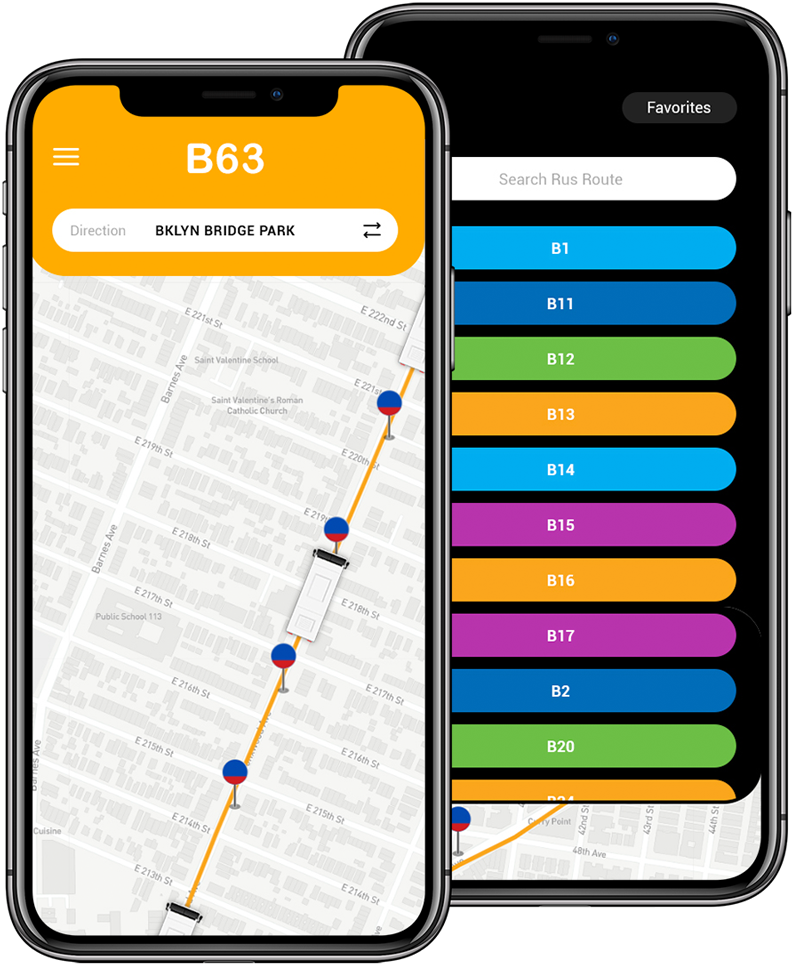 B63
Direction BKLYN BRIDGE PARK
E 221st St
E 222nd St
Saint Valentine School
Barnes Ave
E 221st
Saint Valentine's Roman
Catholic Church
E 219th St
E 220th St
E 219th
E 218th St
Barnes Ave
E 217th St
E 218th St
Public School 113
E 216th St
E 217th St
E 215th St
E 216th St
Barnes Ave
E 214th St
E 215th St
Cuisine
E 213th St
E 214th St
Favorites
Search Rus Route
B1
B11
B12
B13
B14
B15
B16
B17
B2
B20
B24
Curry Point
42nd St
43rd St
44th St
48th Ave